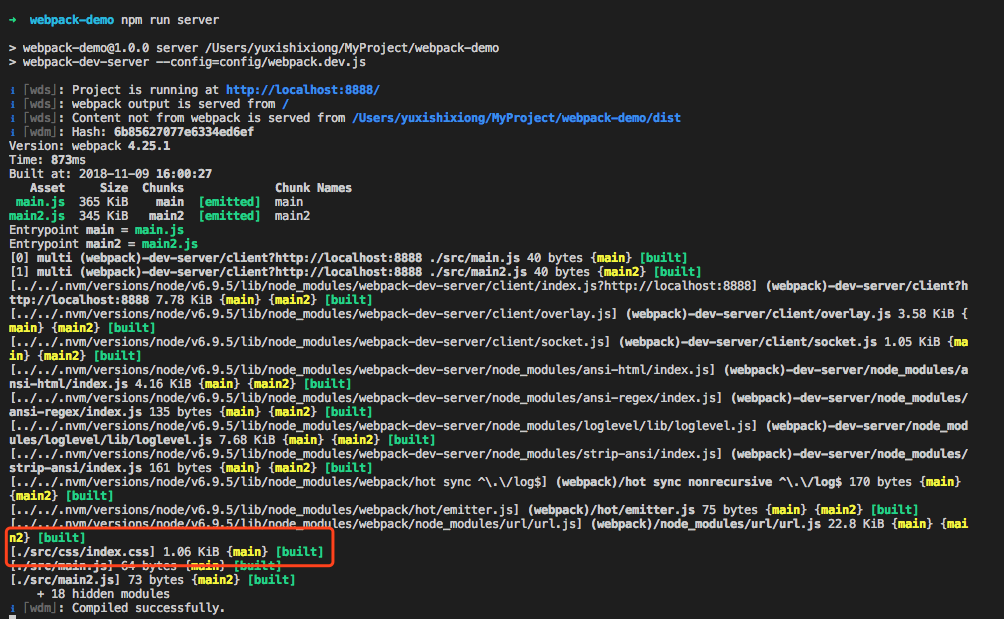 ➜  webpack-demo npm run server
> webpack-demo@1.0.0 server /Users/yuxishixiong/MyProject/webpack-demo
> webpack-dev-server --config=config/webpack.dev.js
ℹ ｢wds｣: Project is running at http://localhost:8888/
ℹ ｢wds｣: webpack output is served from /
ℹ ｢wds｣: Content not from webpack is served from /Users/yuxishixiong/MyProject/webpack-demo/dist
ℹ ｢wdm｣: Hash: 6b85627077e6334ed6ef
Version: webpack 4.25.1
Time: 873ms
Built at: 2018-11-09 16:00:27
   Asset     Size  Chunks             Chunk Names
 main.js  365 KiB    main  [emitted]  main
main2.js  345 KiB   main2  [emitted]  main2
Entrypoint main = main.js
Entrypoint main2 = main2.js
[0] multi (webpack)-dev-server/client?http://localhost:8888 ./src/main.js 40 bytes {main} [built]
[1] multi (webpack)-dev-server/client?http://localhost:8888 ./src/main2.js 40 bytes {main2} [built]
[../../.nvm/versions/node/v6.9.5/lib/node_modules/webpack-dev-server/client/index.js?http://localhost:8888] (webpack)-dev-server/client?h
ttp://localhost:8888 7.78 KiB {main} {main2} [built]
[../../.nvm/versions/node/v6.9.5/lib/node_modules/webpack-dev-server/client/overlay.js] (webpack)-dev-server/client/overlay.js 3.58 KiB {
main} {main2} [built]
[../../.nvm/versions/node/v6.9.5/lib/node_modules/webpack-dev-server/client/socket.js] (webpack)-dev-server/client/socket.js 1.05 KiB {ma
in} {main2} [built]
[../../.nvm/versions/node/v6.9.5/lib/node_modules/webpack-dev-server/node_modules/ansi-html/index.js] (webpack)-dev-server/node_modules/a
nsi-html/index.js 4.16 KiB {main} {main2} [built]
[../../.nvm/versions/node/v6.9.5/lib/node_modules/webpack-dev-server/node_modules/ansi-regex/index.js] (webpack)-dev-server/node_modules/
ansi-regex/index.js 135 bytes {main} {main2} [built]
[../../.nvm/versions/node/v6.9.5/lib/node_modules/webpack-dev-server/node_modules/loglevel/lib/loglevel.js] (webpack)-dev-server/node_mod
ules/loglevel/lib/loglevel.js 7.68 KiB {main} {main2} [built]
[../../.nvm/versions/node/v6.9.5/lib/node_modules/webpack-dev-server/node_modules/strip-ansi/index.js] (webpack)-dev-server/node_modules/
strip-ansi/index.js 161 bytes {main} {main2} [built]
[../../.nvm/versions/node/v6.9.5/lib/node_modules/webpack/hot sync ^\.\/log$] (webpack)/hot sync nonrecursive ^\.\/log$ 170 bytes {main}
{main2} [built]
[../../.nvm/versions/node/v6.9.5/lib/node_modules/webpack/hot/emitter.js] (webpack)/hot/emitter.js 75 bytes {main} {main2} [built]
[../../.nvm/versions/node/v6.9.5/lib/node_modules/webpack/node_modules/url/url.js] (webpack)/node_modules/url/url.js 22.8 KiB {main} {mai
n2} [built]
[./src/css/index.css] 1.06 KiB {main} [built]
[./src/main.js] 64 bytes {main} [built]
[./src/main2.js] 73 bytes {main2} [built]
    + 18 hidden modules
ℹ ｢wdm｣: Compiled successfully.